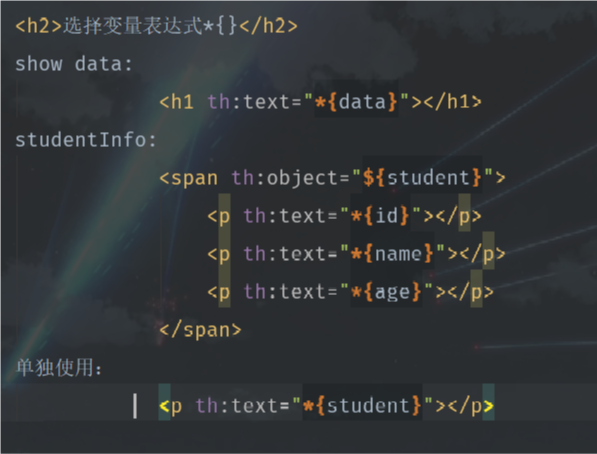 <h2>选择变量表达式*{}</h2>
show data:
<h1 th:text="*{data}"></h1>
studentInfo:
<span th:object="${student}">
<p th:text="*{id}"></p>
<p th:text="*{name}"></p>
<p th:text="*{age}"></p>
</span>
单独使用：
<p th:text="*{student}"></p>